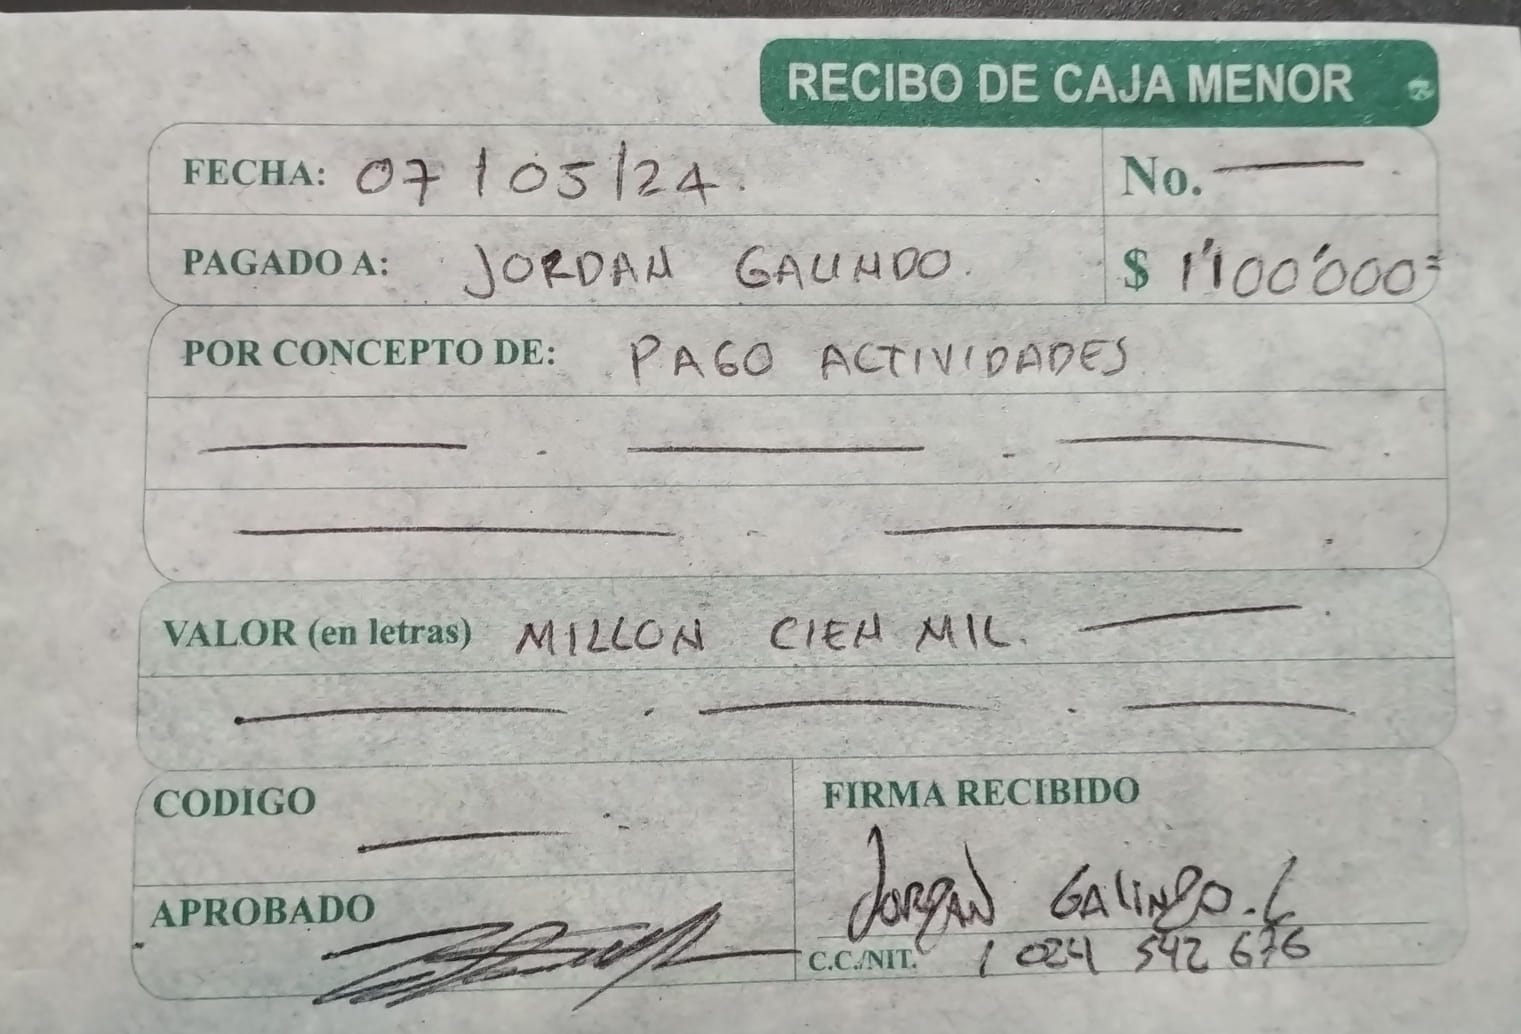 RECIBO DE CAJA MENOR
FECHA: 07/05/24. No. —
PAGADO A: JORDAN GALINDO. $ 1'100'000=
POR CONCEPTO DE: PAGO ACTIVIDADES
VALOR (en letras) MILLON CIEN MIL.
CODIGO
FIRMA RECIBIDO
JORDAN GALINDO.
APROBADO
C.C./NIT. 1 024 542 676